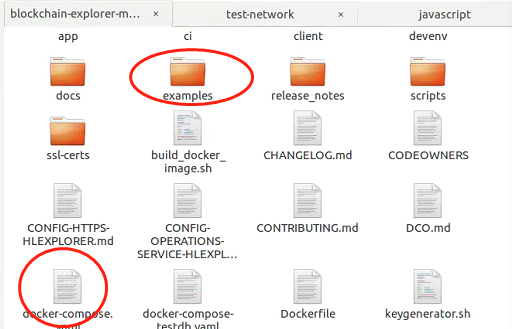 blockchain-explorer-m... × test-network × javascript
app ci client devenv
docs examples release_notes scripts
ssl-certs build_docker_ CHANGELOG.md CODEOWNERS
image.sh
CONFIG-HTTPS- CONFIG- CONTRIBUTING.md DCO.md
HLEXPLORER.md OPERATIONS-
SERVICE-HLEXPL...
docker-compose. docker-compose- Dockerfile keygenerator.sh
yaml testdb.yaml